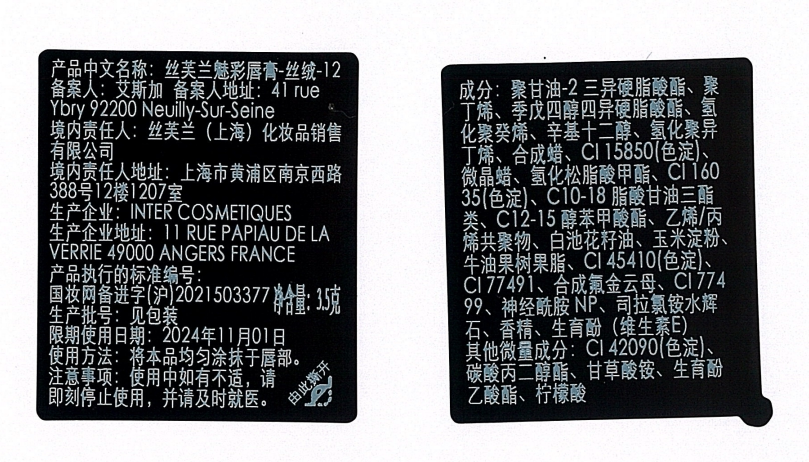 产品中文名称：丝芙兰魅彩唇膏-丝绒-12
备案人：艾斯加 备案人地址：41 rue
Ybry 92200 Neuilly-Sur-Seine
境内责任人：丝芙兰（上海）化妆品销售
有限公司
境内责任人地址：上海市黄浦区南京西路
388号12楼1207室
生产企业：INTER COSMETIQUES
生产企业地址：11 RUE PAPIAU DE LA
VERRIE 49000 ANGERS FRANCE
产品执行的标准编号：
国妆网备进字(沪)2021503377 净含量：3.5克
生产批号：见包装
限期使用日期：2024年11月01日
使用方法：将本品均匀涂抹于唇部。
注意事项：使用中如有不适，请
即刻停止使用，并请及时就医。
由此撕开
成分：聚甘油-2 三异硬脂酸酯、聚
丁烯、季戊四醇四异硬脂酸酯、氢
化聚癸烯、辛基十二醇、氢化聚异
丁烯、合成蜡、CI 15850(色淀)、
微晶蜡、氢化松脂酸甲酯、CI 160
35(色淀)、C10-18 脂酸甘油三酯
类、C12-15 醇苯甲酸酯、乙烯/丙
烯共聚物、白池花籽油、玉米淀粉、
牛油果树果脂、CI 45410(色淀)、
CI 77491、合成氟金云母、CI 774
99、神经酰胺 NP、司拉氯铵水辉
石、香精、生育酚（维生素E）
其他微量成分：CI 42090(色淀)、
碳酸丙二醇酯、甘草酸铵、生育酚
乙酸酯、柠檬酸